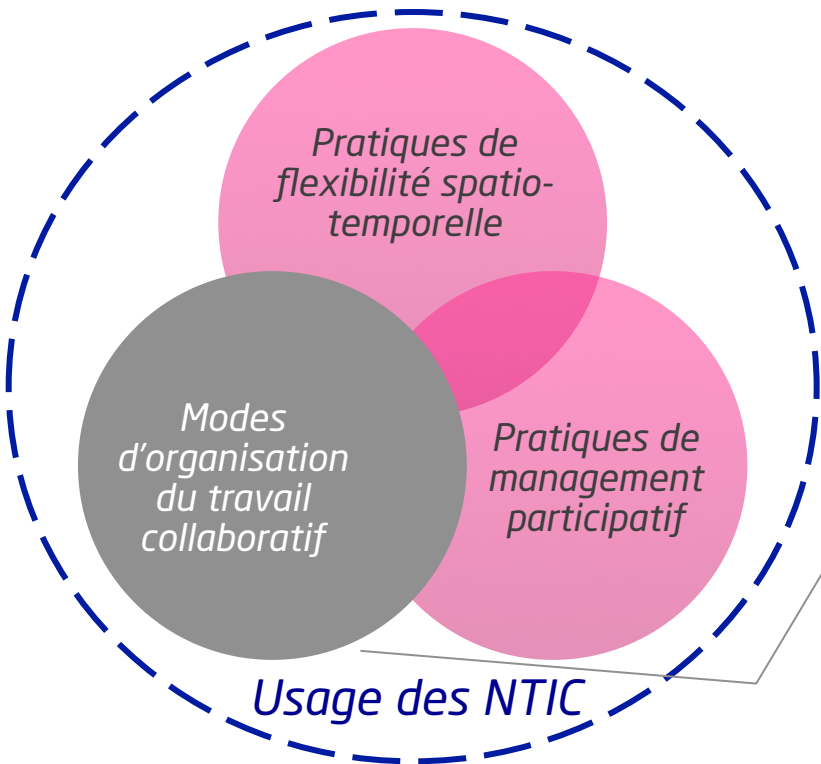 Pratiques de
flexibilité spatio-
temporelle
Modes
d'organisation
du travail
collaboratif
Pratiques de
management
participatif
Usage des NTIC